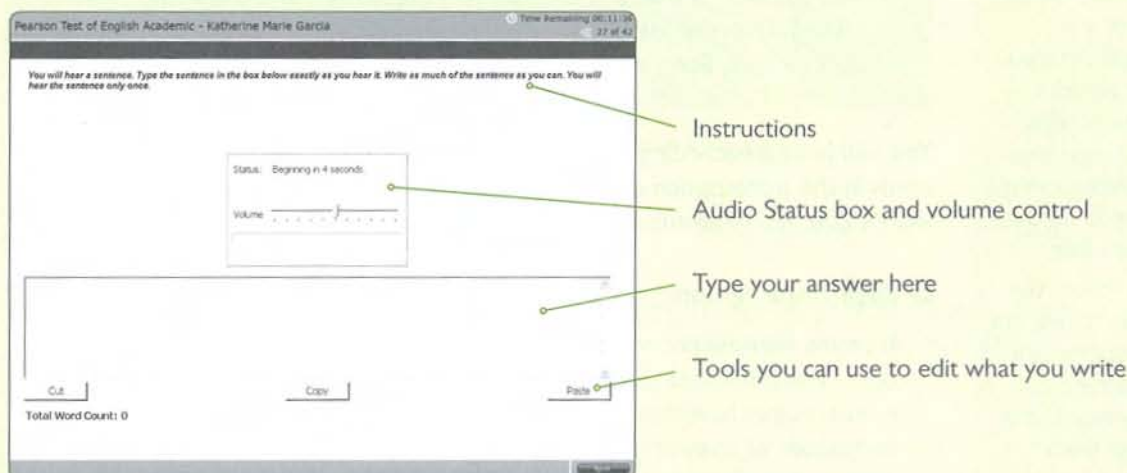 Pearson Test of English Academic - Katherine Marie Garcia
Time Remaining 00:11:
27 of 42
You will hear a sentence. Type the sentence in the box below exactly as you hear it. Write as much of the sentence as you can. You will
hear the sentence only once.
Instructions
Status: Beginning in 4 seconds.
Audio Status box and volume control
Volume
Type your answer here
Tools you can use to edit what you write
Cut
Copy
Paste
Total Word Count: 0